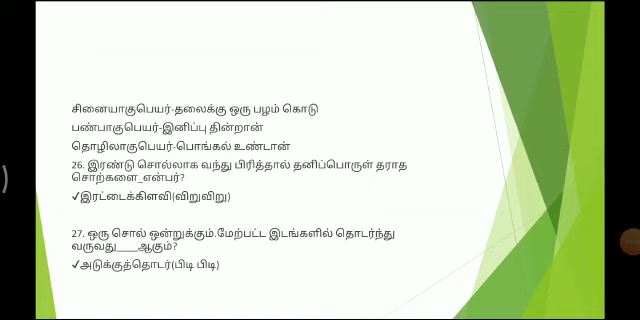 சினையாகுபெயர்-தலைக்கு ஒரு பழம் கொடு
பண்பாகுபெயர்-இனிப்பு தின்றான்
தொழிலாகுபெயர்-பொங்கல் உண்டான்
26. இரண்டு சொல்லாக வந்து பிரித்தால் தனிப்பொருள் தராத
சொற்களை_என்பர்?
✓இரட்டைக்கிளவி(விறுவிறு)
27. ஒரு சொல் ஒன்றுக்கும்.மேற்பட்ட இடங்களில் தொடர்ந்து
வருவது____ஆகும்?
✓அடுக்குத்தொடர்(பிடி பிடி)